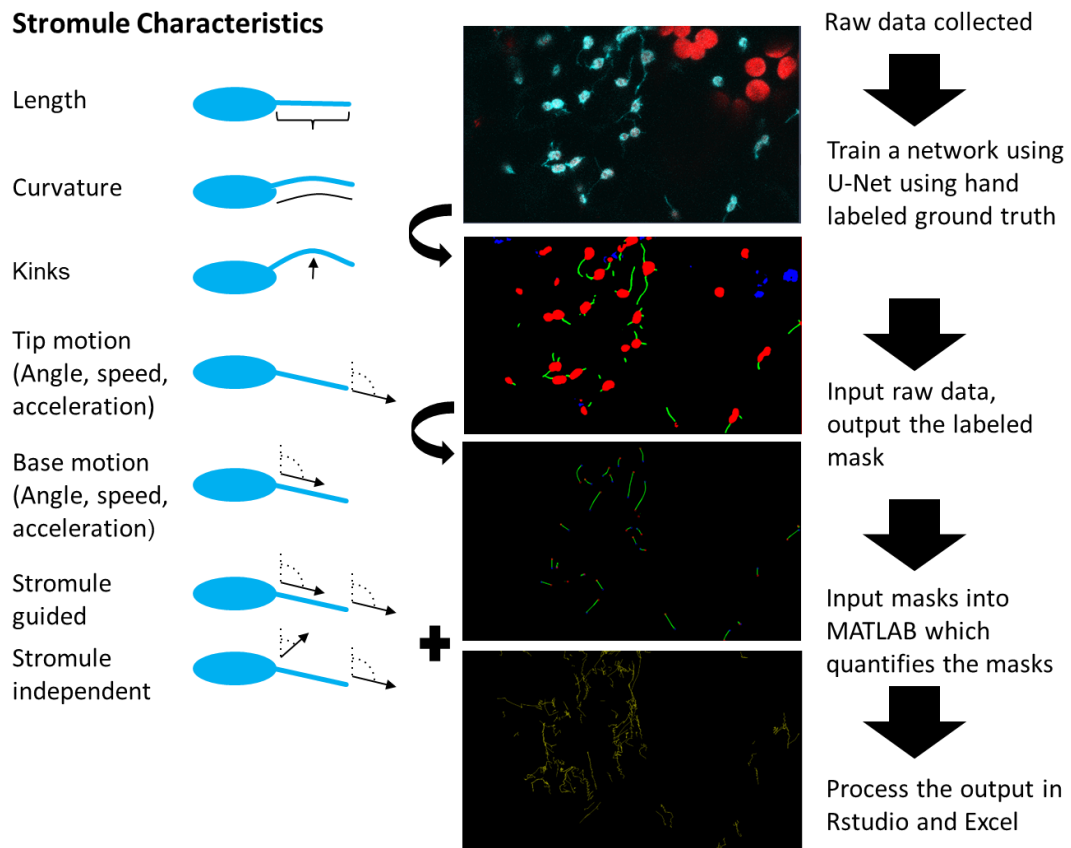 Stromule Characteristics
Length
Curvature
Kinks
Tip motion
(Angle, speed,
acceleration)
Base motion
(Angle, speed,
acceleration)
Stromule
guided
Stromule
independent
Raw data collected
Train a network using
U-Net using hand
labeled ground truth
Input raw data,
output the labeled
mask
Input masks into
MATLAB which
quantifies the masks
Process the output in
Rstudio and Excel